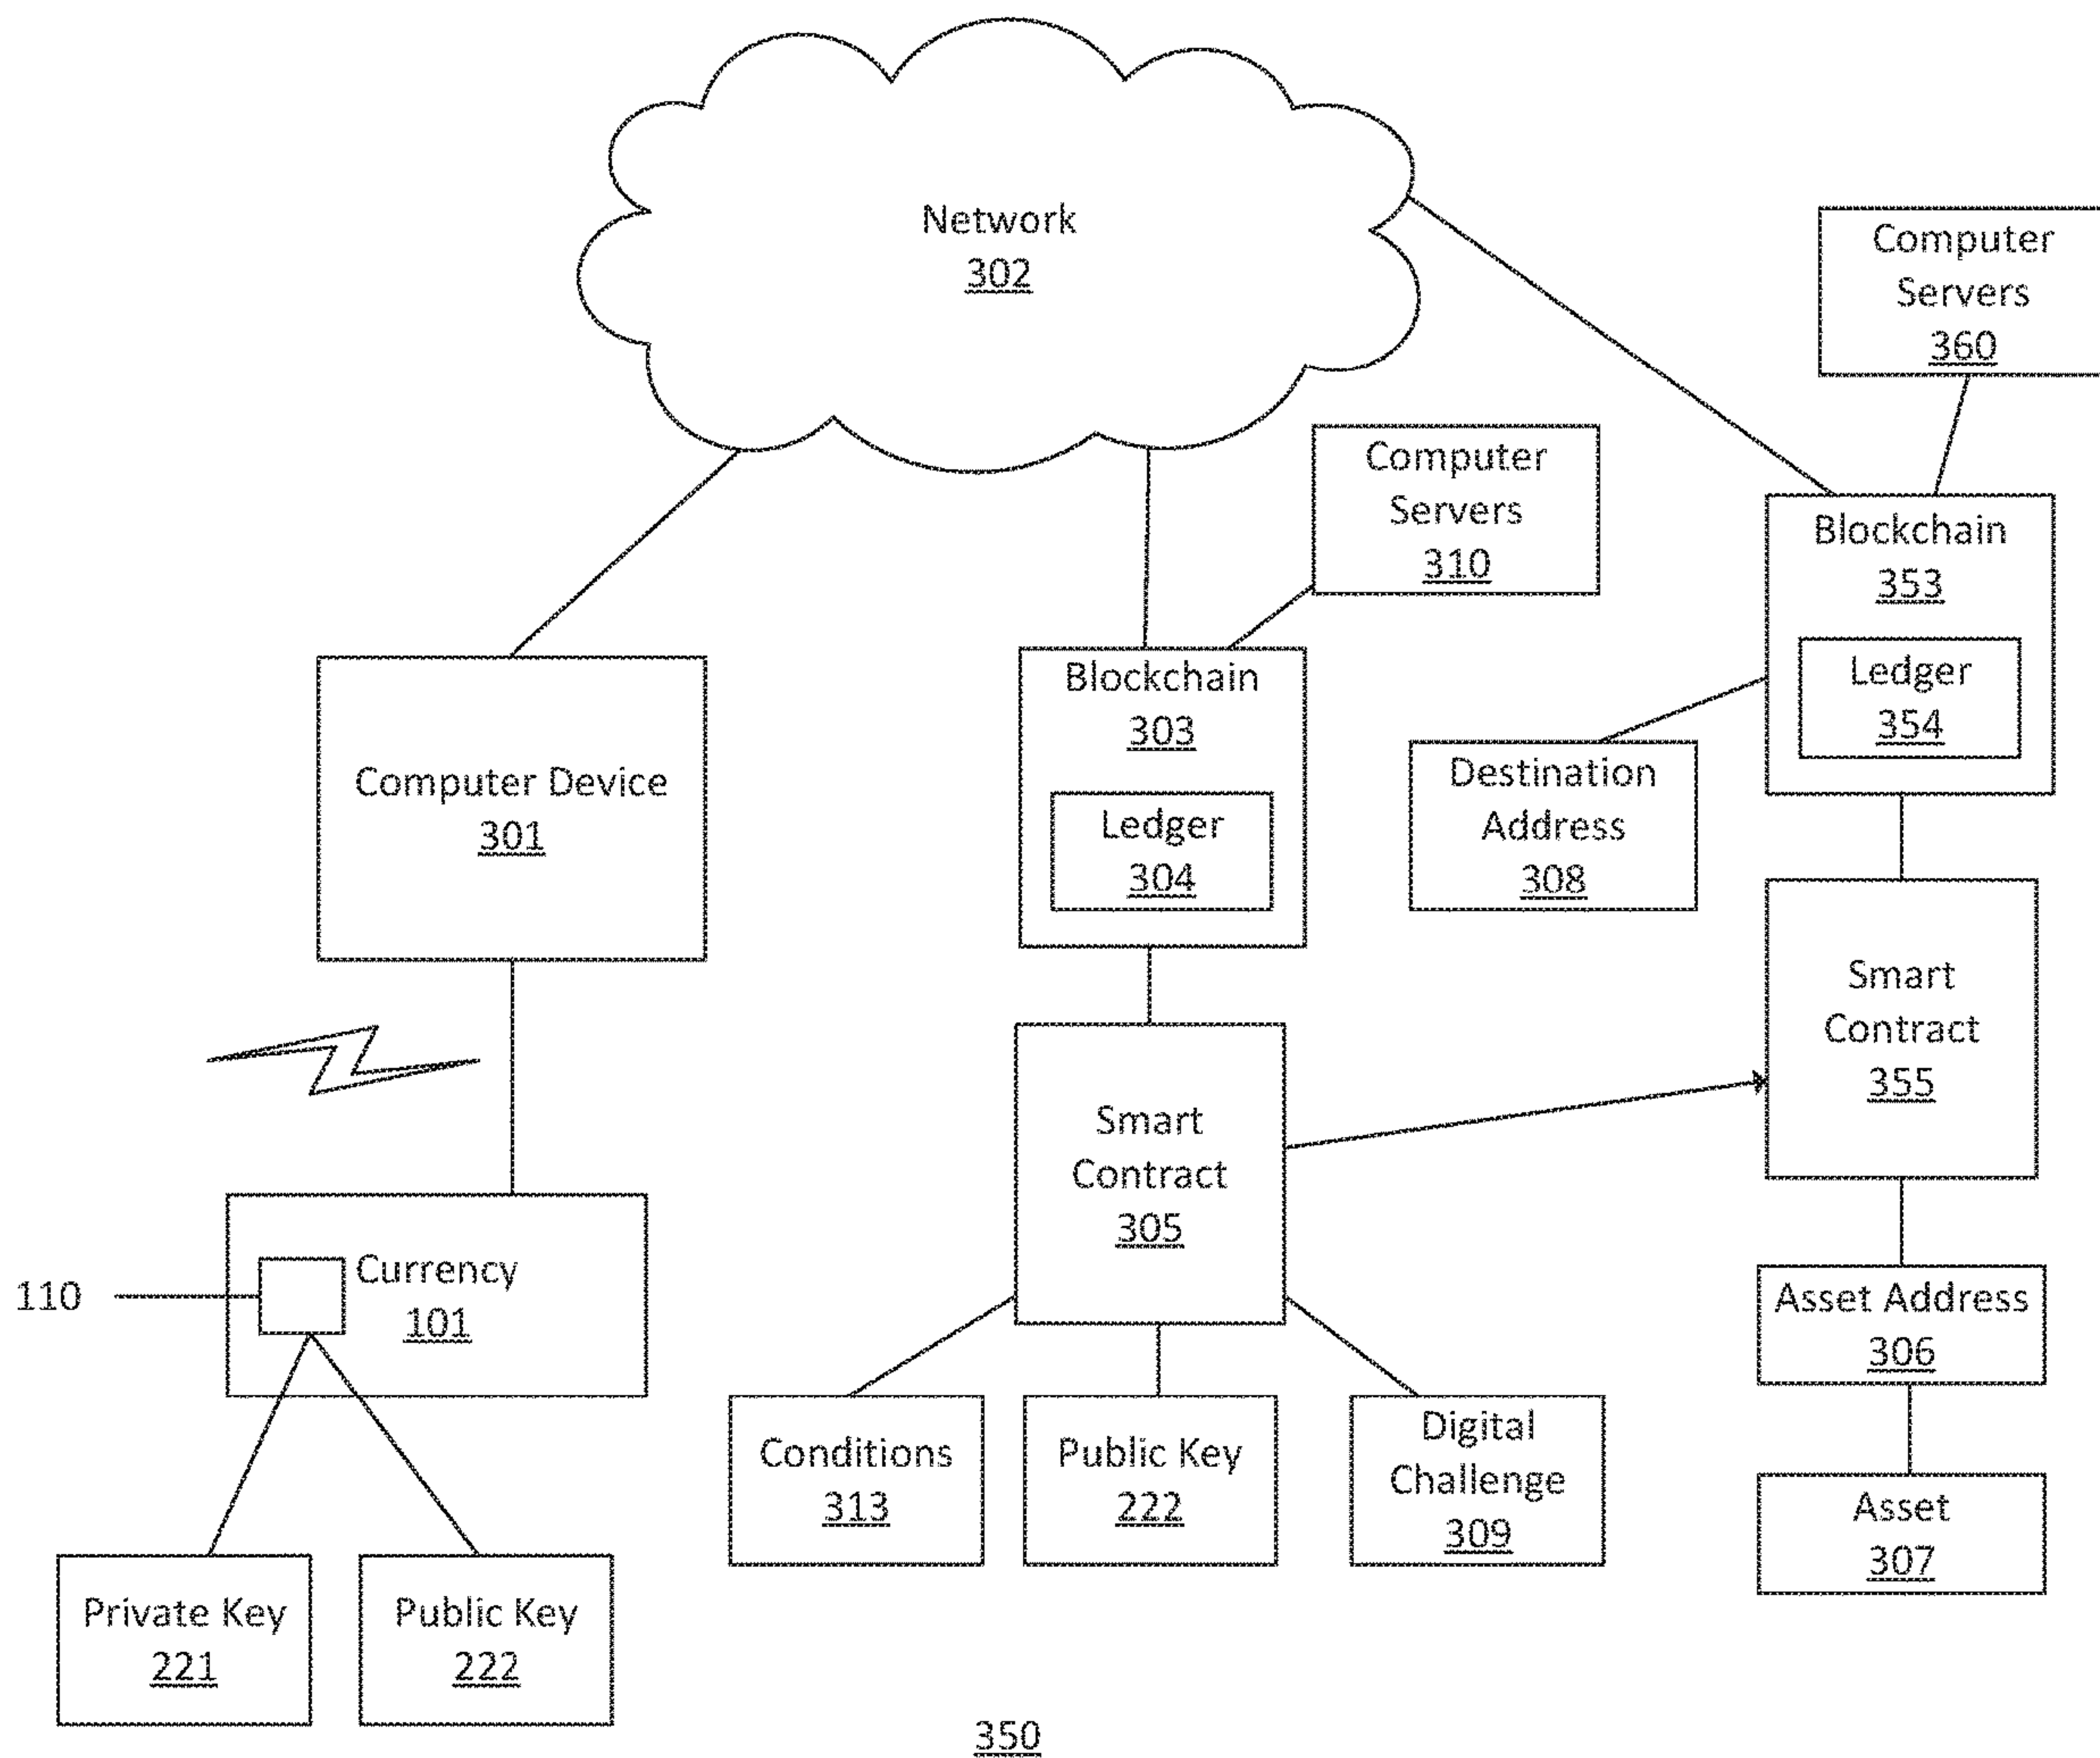 Network
302
Computer
Servers
360
Computer
Servers
310
Blockchain
353
Ledger
354
Blockchain
303
Ledger
304
Destination
Address
308
Computer Device
301
Smart
Contract
355
Smart
Contract
305
110
Currency
101
Asset Address
306
Conditions
313
Public Key
222
Digital
Challenge
309
Asset
307
Private Key
221
Public Key
222
350